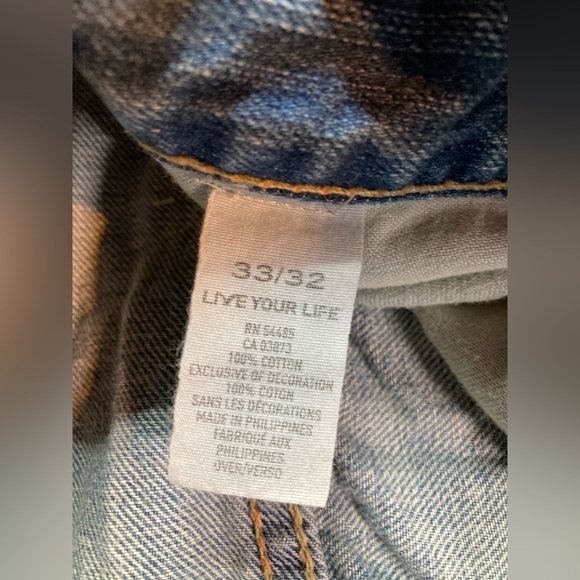 33/32
LIVE YOUR LIFE
RN 54485
CA 03873
100% COTTON
EXCLUSIVE OF DECORATION
100% COTON
SANS LES DÉCORATIONS
MADE IN PHILIPPINES
FABRIQUÉ AUX
PHILIPPINES
OVER/VERSO